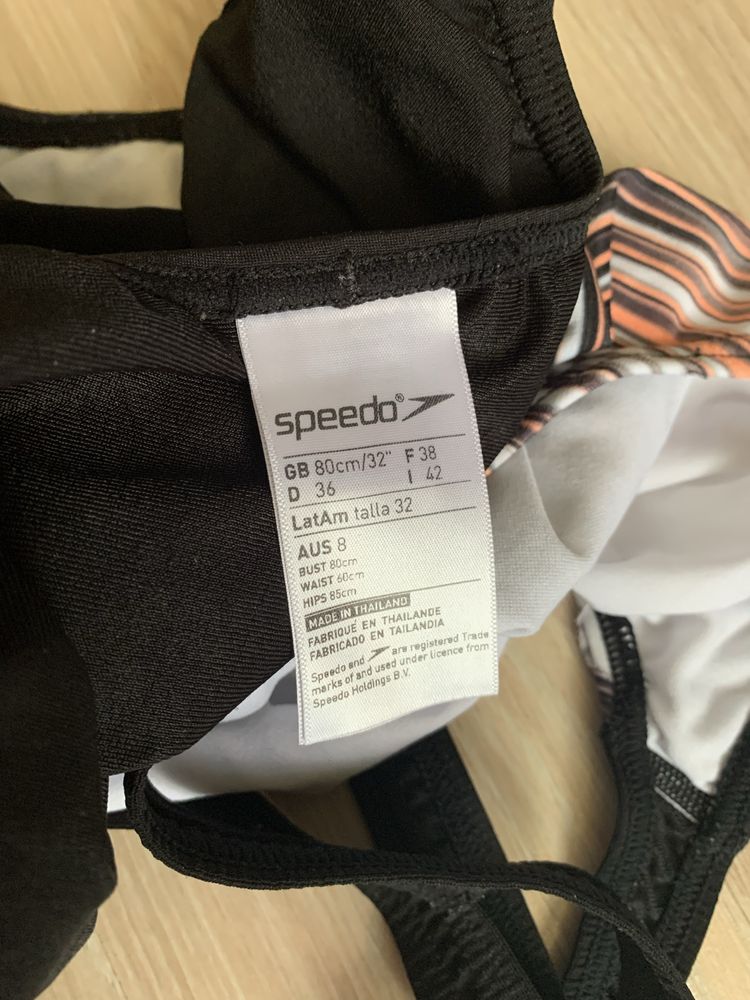 speedo®
GB 80cm/32" F 38
D 36 I 42
LatAm talla 32
AUS 8
BUST 80cm
WAIST 60cm
HIPS 85cm
MADE IN THAILAND
FABRIQUÉ EN THAILANDE
FABRICADO EN TAILANDIA
Speedo and are registered Trade
marks of and used under licence from
Speedo Holdings B.V.